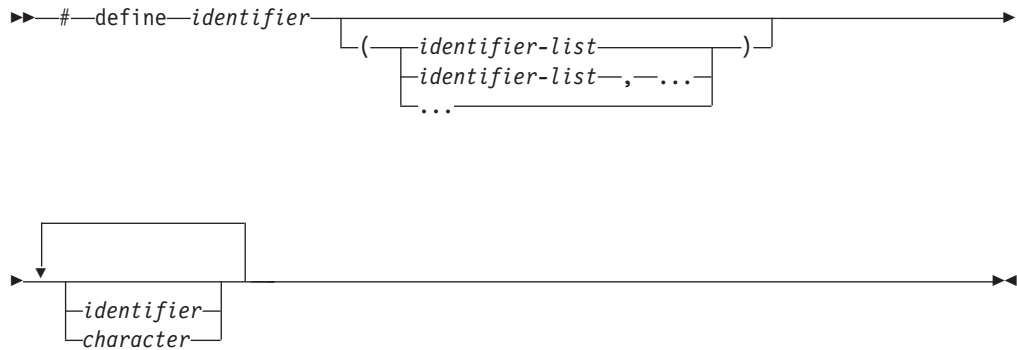 # define identifier
( identifier-list )
identifier-list , ...
...
identifier
character